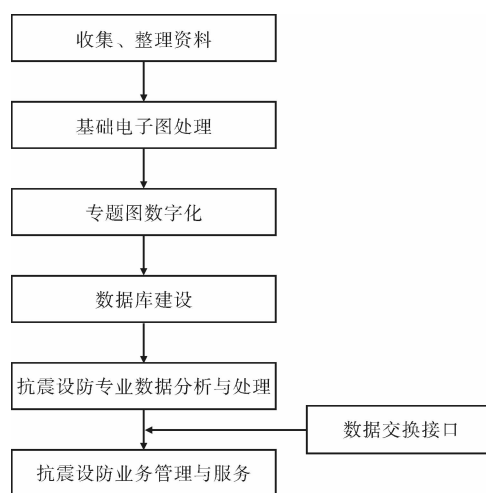 收集、整理资料
基础电子图处理
专题图数字化
数据库建设
抗震设防专业数据分析与处理
数据交换接口
抗震设防业务管理与服务